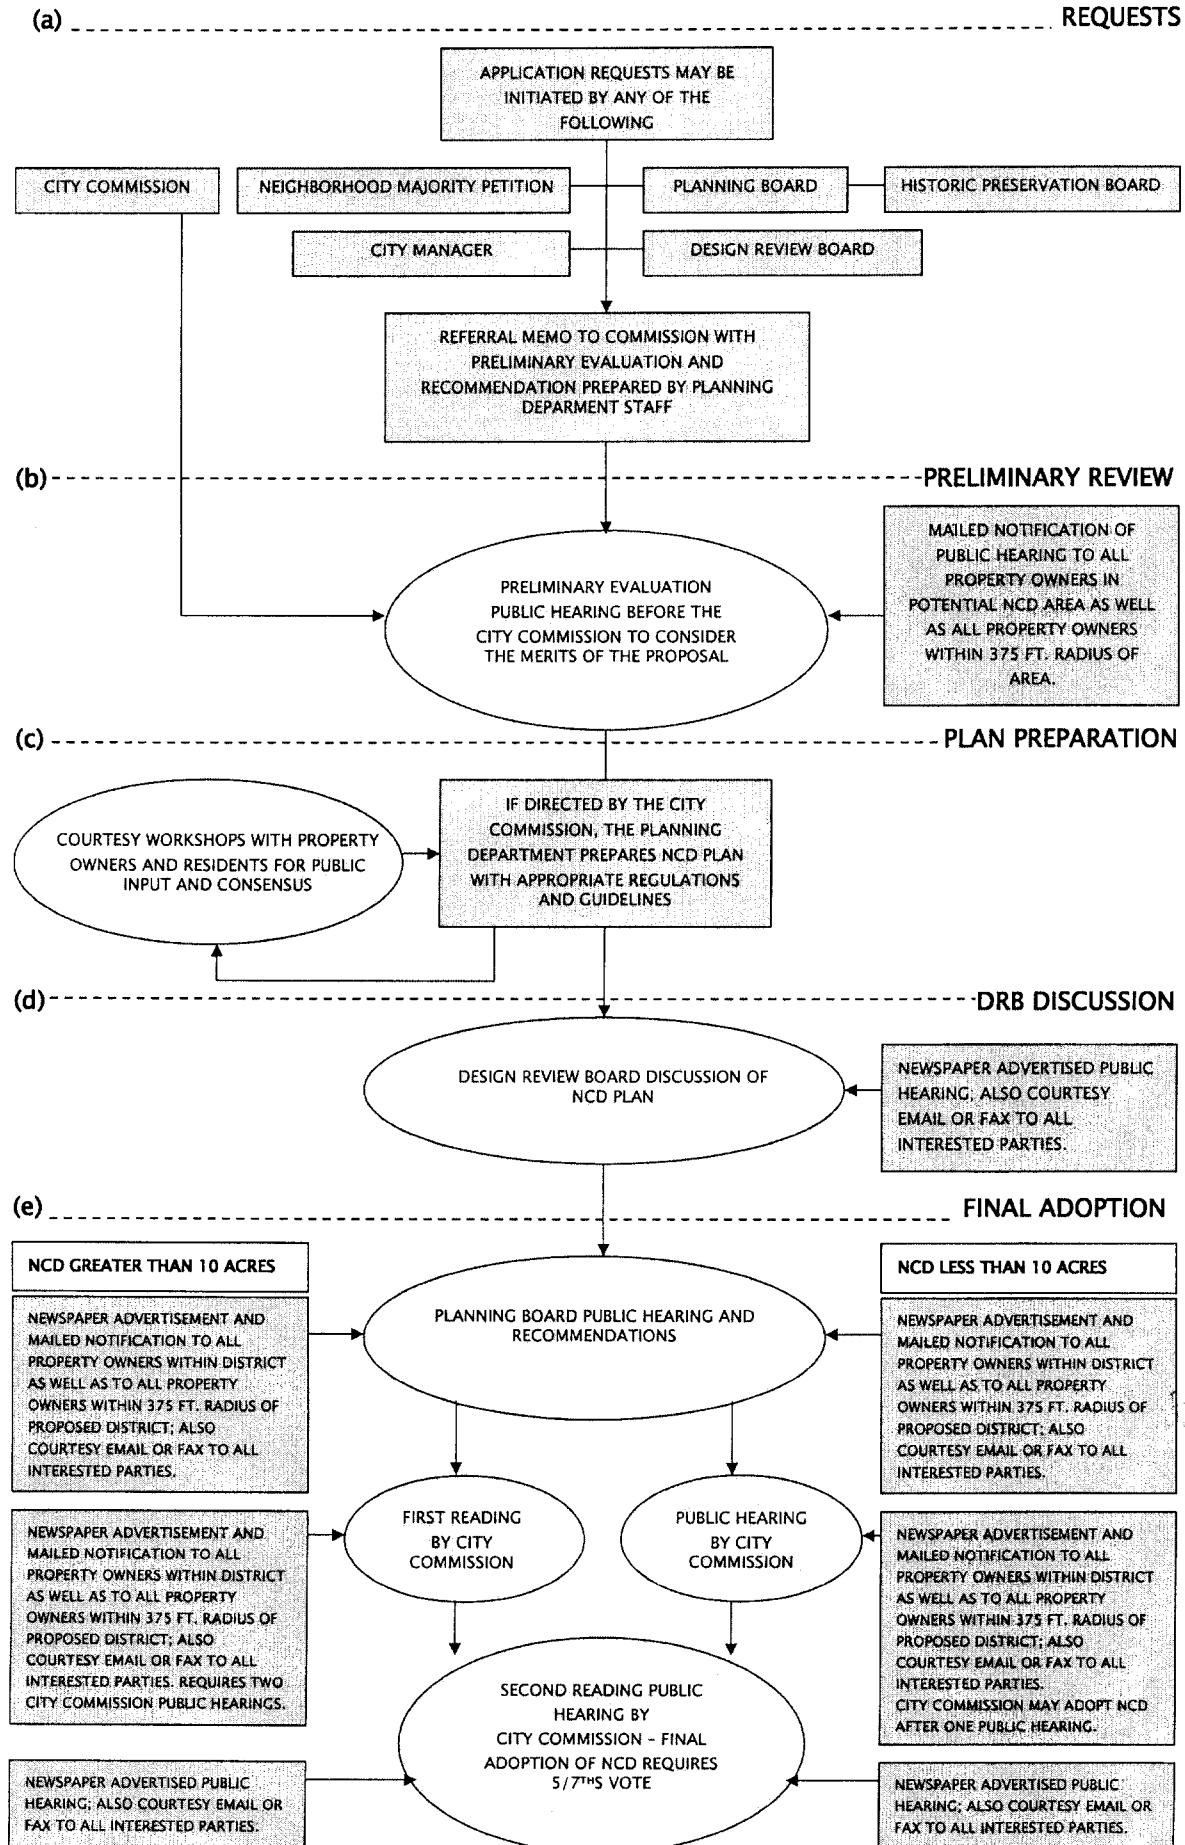 (a)
REQUESTS
APPLICATION REQUESTS MAY BE
INITIATED BY ANY OF THE
FOLLOWING
CITY COMMISSION
NEIGHBORHOOD MAJORITY PETITION
PLANNING BOARD
HISTORIC PRESERVATION BOARD
CITY MANAGER
DESIGN REVIEW BOARD
REFERRAL MEMO TO COMMISSION WITH
PRELIMINARY EVALUATION AND
RECOMMENDATION PREPARED BY PLANNING
DEPARMENT STAFF
(b)
PRELIMINARY REVIEW
PRELIMINARY EVALUATION
PUBLIC HEARING BEFORE THE
CITY COMMISSION TO CONSIDER
THE MERITS OF THE PROPOSAL
MAILED NOTIFICATION OF
PUBLIC HEARING TO ALL
PROPERTY OWNERS IN
POTENTIAL NCD AREA AS WELL
AS ALL PROPERTY OWNERS
WITHIN 375 FT. RADIUS OF
AREA.
(c)
PLAN PREPARATION
COURTESY WORKSHOPS WITH PROPERTY
OWNERS AND RESIDENTS FOR PUBLIC
INPUT AND CONSENSUS
IF DIRECTED BY THE CITY
COMMISSION, THE PLANNING
DEPARTMENT PREPARES NCD PLAN
WITH APPROPRIATE REGULATIONS
AND GUIDELINES
(d)
DRB DISCUSSION
DESIGN REVIEW BOARD DISCUSSION OF
NCD PLAN
NEWSPAPER ADVERTISED PUBLIC
HEARING; ALSO COURTESY
EMAIL OR FAX TO ALL
INTERESTED PARTIES.
(e)
FINAL ADOPTION
NCD GREATER THAN 10 ACRES
NEWSPAPER ADVERTISEMENT AND
MAILED NOTIFICATION TO ALL
PROPERTY OWNERS WITHIN DISTRICT
AS WELL AS TO ALL PROPERTY
OWNERS WITHIN 375 FT. RADIUS OF
PROPOSED DISTRICT; ALSO
COURTESY EMAIL OR FAX TO ALL
INTERESTED PARTIES.
PLANNING BOARD PUBLIC HEARING AND
RECOMMENDATIONS
NCD LESS THAN 10 ACRES
NEWSPAPER ADVERTISEMENT AND
MAILED NOTIFICATION TO ALL
PROPERTY OWNERS WITHIN DISTRICT
AS WELL AS TO ALL PROPERTY
OWNERS WITHIN 375 FT. RADIUS OF
PROPOSED DISTRICT; ALSO
COURTESY EMAIL OR FAX TO ALL
INTERESTED PARTIES.
NEWSPAPER ADVERTISEMENT AND
MAILED NOTIFICATION TO ALL
PROPERTY OWNERS WITHIN DISTRICT
AS WELL AS TO ALL PROPERTY
OWNERS WITHIN 375 FT. RADIUS OF
PROPOSED DISTRICT; ALSO
COURTESY EMAIL OR FAX TO ALL
INTERESTED PARTIES. REQUIRES TWO
CITY COMMISSION PUBLIC HEARINGS.
FIRST READING
BY CITY
COMMISSION
PUBLIC HEARING
BY CITY
COMMISSION
NEWSPAPER ADVERTISEMENT AND
MAILED NOTIFICATION TO ALL
PROPERTY OWNERS WITHIN DISTRICT
AS WELL AS TO ALL PROPERTY
OWNERS WITHIN 375 FT. RADIUS OF
PROPOSED DISTRICT; ALSO
COURTESY EMAIL OR FAX TO ALL
INTERESTED PARTIES.
CITY COMMISSION MAY ADOPT NCD
AFTER ONE PUBLIC HEARING.
SECOND READING PUBLIC
HEARING BY
CITY COMMISSION – FINAL
ADOPTION OF NCD REQUIRES
5/7THS VOTE
NEWSPAPER ADVERTISED PUBLIC
HEARING; ALSO COURTESY EMAIL OR
FAX TO ALL INTERESTED PARTIES.
NEWSPAPER ADVERTISED PUBLIC
HEARING; ALSO COURTESY EMAIL OR
FAX TO ALL INTERESTED PARTIES.